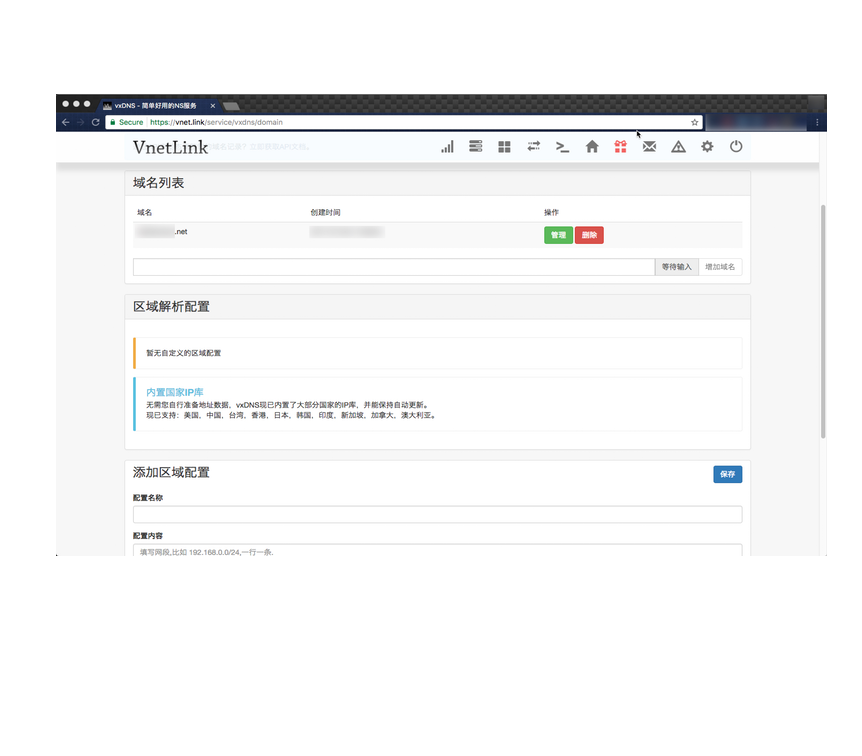 vxDNS - 简单好用的NS服务
Secure https://vnet.link/service/vxdns/domain
VnetLink
域名列表
域名 创建时间 操作
.net 管理 删除
等待输入 增加域名
区域解析配置
暂无自定义的区域配置
内置国家IP库
无需您自行准备地址数据，vxDNS现已内置了大部分国家的IP库，并能保持自动更新。
现已支持：美国，中国，台湾，香港，日本，韩国，印度，新加坡，加拿大，澳大利亚。
添加区域配置 保存
配置名称
配置内容
填写网段,比如 192.168.0.0/24,一行一条.